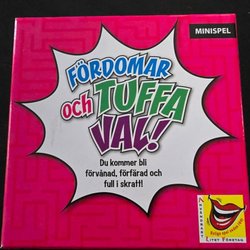 MINISPEL
FÖRDOMAR
och TUFFA
VAL!
Du kommer bli
förvånad, förfärad och
full i skratt!